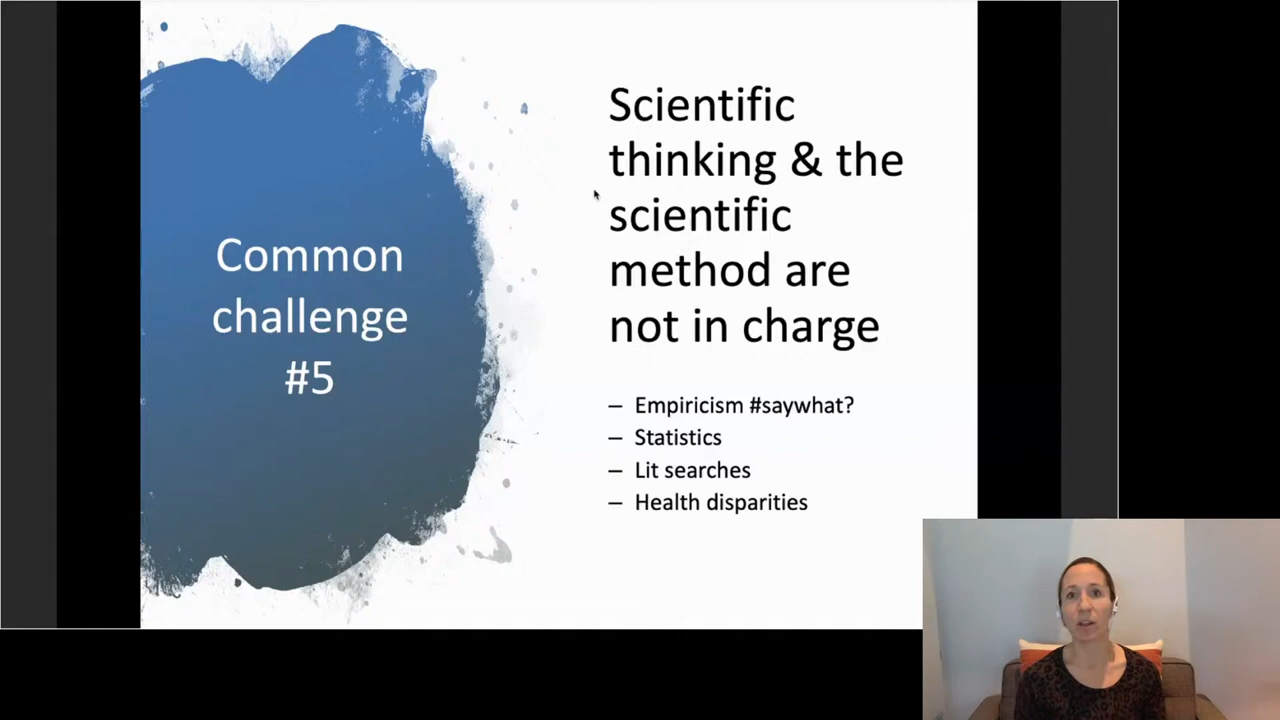 Common
challenge
#5
Scientific
thinking & the
scientific
method are
not in charge
– Empiricism #saywhat?
– Statistics
– Lit searches
– Health disparities